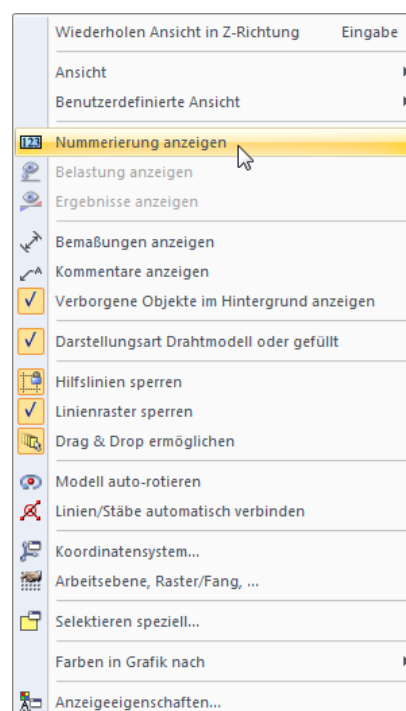 Wiederholen Ansicht in Z-Richtung Eingabe
Ansicht
Benutzerdefinierte Ansicht
123 Nummerierung anzeigen
Belastung anzeigen
Ergebnisse anzeigen
Bemaßungen anzeigen
A Kommentare anzeigen
Verborgene Objekte im Hintergrund anzeigen
Darstellungsart Drahtmodell oder gefüllt
Hilfslinien sperren
Linienraster sperren
Drag & Drop ermöglichen
Modell auto-rotieren
Linien/Stäbe automatisch verbinden
Koordinatensystem...
Arbeitsebene, Raster/Fang, ...
Selektieren speziell...
Farben in Grafik nach
A Anzeigeeigenschaften...